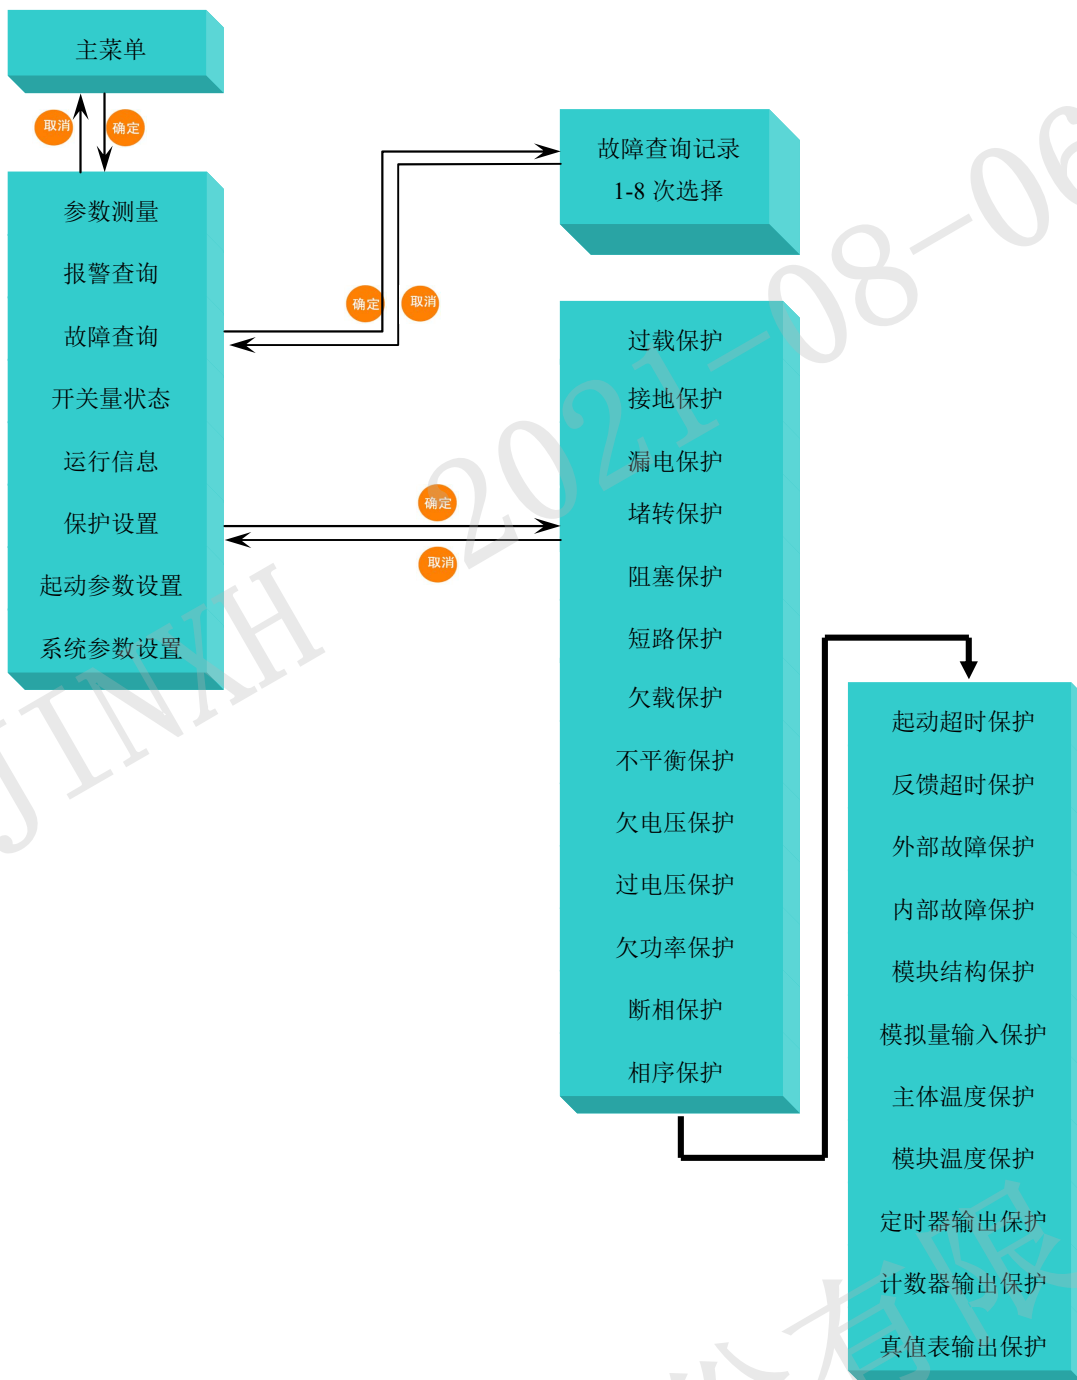 主菜单
取消
确定
参数测量
报警查询
故障查询
开关量状态
运行信息
保护设置
起动参数设置
系统参数设置
确定
取消
故障查询记录
1-8 次选择
确定
取消
过载保护
接地保护
漏电保护
堵转保护
阻塞保护
短路保护
欠载保护
不平衡保护
欠电压保护
过电压保护
欠功率保护
断相保护
相序保护
起动超时保护
反馈超时保护
外部故障保护
内部故障保护
模块结构保护
模拟量输入保护
主体温度保护
模块温度保护
定时器输出保护
计数器输出保护
真值表输出保护
JINXH 2021-08-06
份有限